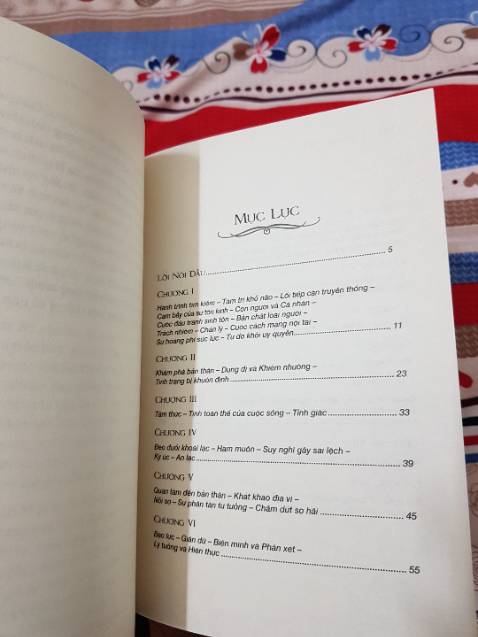 MỤC LỤC
LỜI NÓI ĐẦU 5
CHƯƠNG I
Hành trình tìm kiếm – Tâm trí khổ não – Lối tiếp cận truyền thống –
Cạm bẫy của sự tôn kính – Con người và Cá nhân –
Cuộc đấu tranh sinh tồn – Bản chất loài người –
Trách nhiệm – Chân lý – Cuộc cách mạng nội tại –
Sự hoang phí sức lực – Tự do khỏi uy quyền 11
CHƯƠNG II
Khám phá bản thân – Dung dị và Khiêm nhường –
Tình trạng bị khuôn định 23
CHƯƠNG III
Tâm thức – Tính toàn thể của cuộc sống – Tỉnh giác 33
CHƯƠNG IV
Đeo đuổi khoái lạc – Ham muốn – Suy nghĩ gây sai lệch –
Ký ức – An lạc 39
CHƯƠNG V
Quan tâm đến bản thân – Khát khao địa vị –
Nỗi sợ – Sự phân tán tư tưởng – Chấm dứt sợ hãi 45
CHƯƠNG VI
Bạo lực – Giận dữ – Biện minh và Phán xét –
Lý tưởng và Hiện thực 55